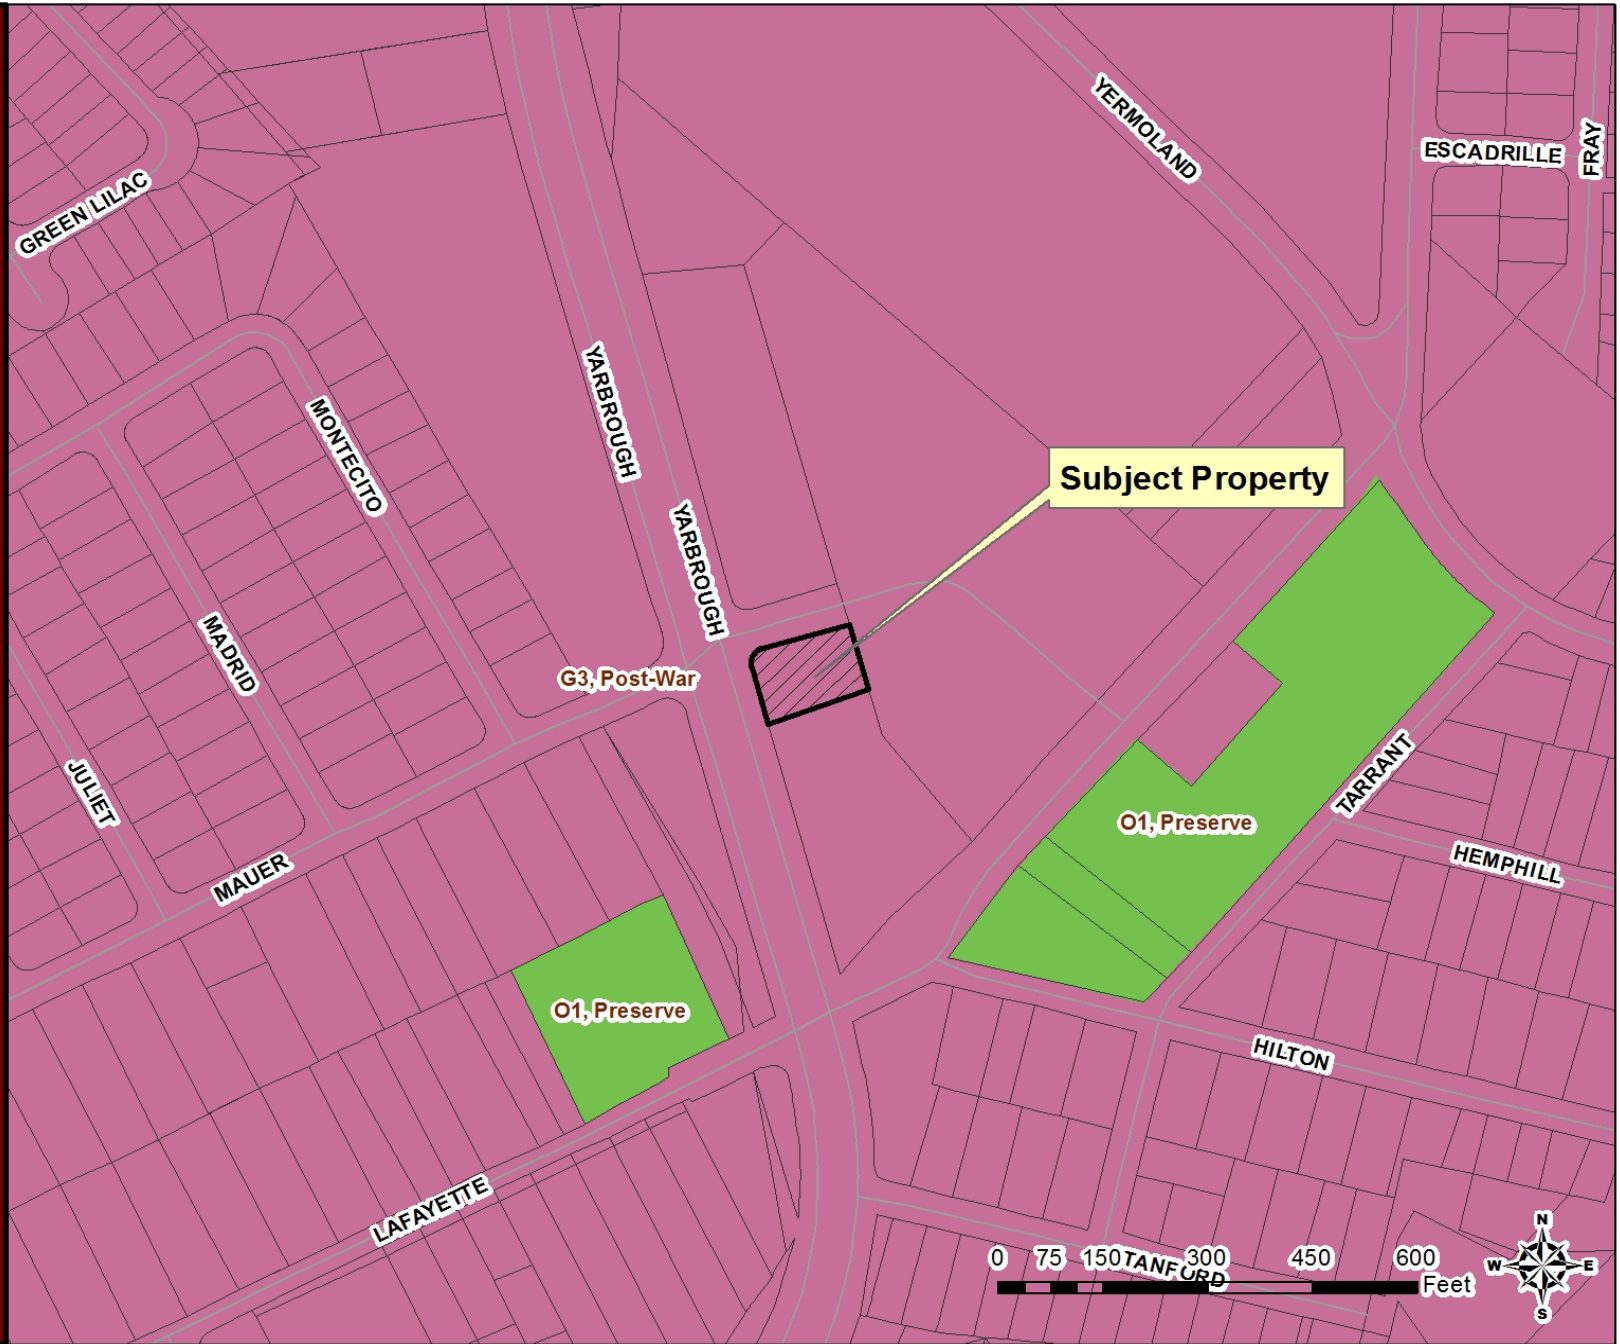 YERMOLAND
ESCADRILLE
FRAY
GREEN LILAC
YARBROUGH
MONTECITO
Subject Property
YARBROUGH
MADRID
G3, Post-War
JULIET
TARRANT
O1, Preserve
HEMPHILL
MAUER
O1, Preserve
HILTON
LAFAYETTE
N
W E
S
0 75 150 300 450 600
Feet
TANFORD